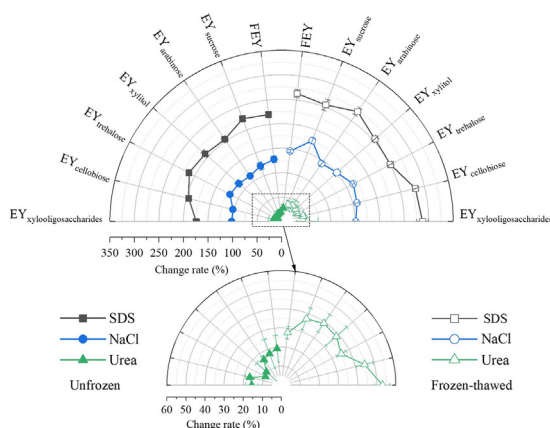 FEY
FEY
EY sucrose
EY sucrose
EY arabinose
EY arabinose
EY xylitol
EY xylitol
EY trehalose
EY trehalose
EY cellobiose
EY cellobiose
EY xylooligosaccharides
EY xylooligosaccharides
350 300 250 200 150 100 50 0
Change rate (%)
SDS
NaCl
Urea
Unfrozen
SDS
NaCl
Urea
Frozen-thawed
60 50 40 30 20 10 0
Change rate (%)